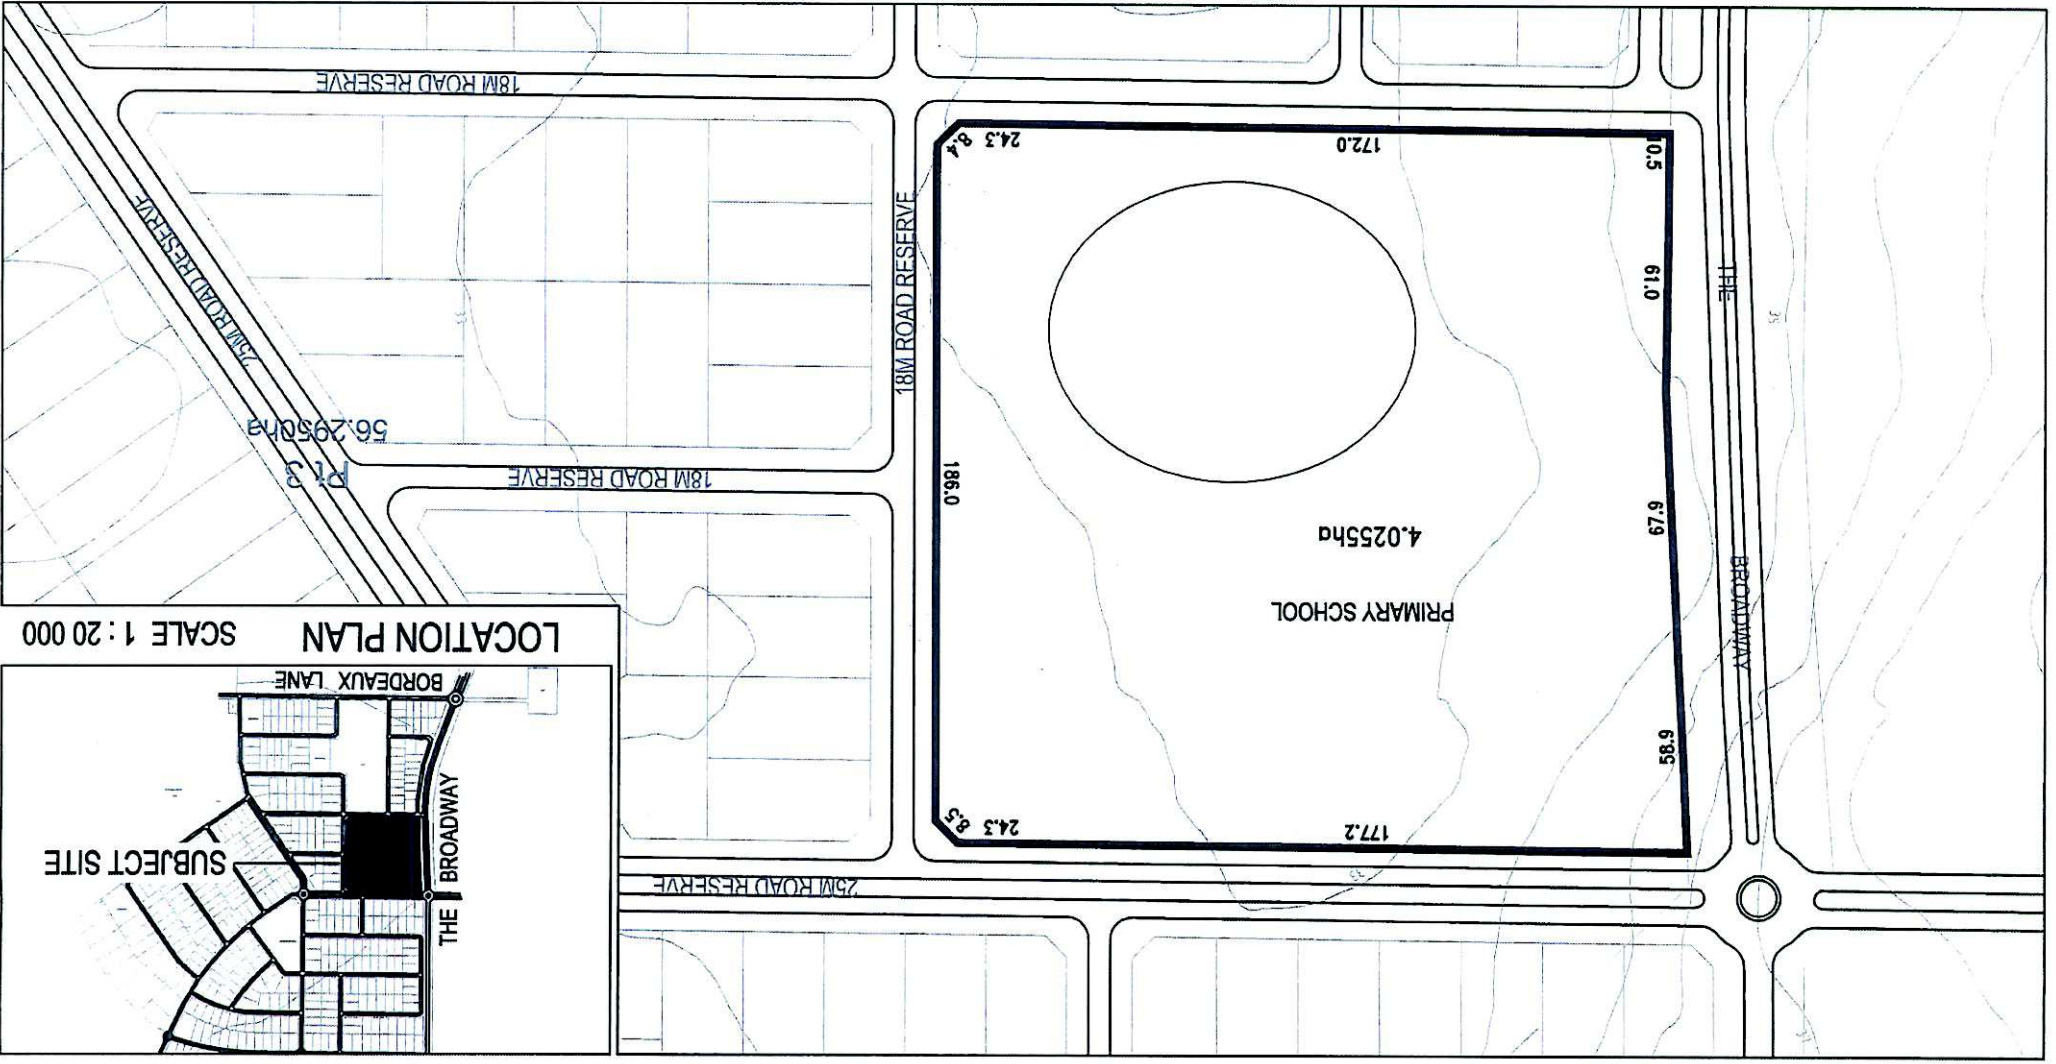 THE BROADWAY
SUBJECT SITE
BORDEAUX LANE
LOCATION PLAN SCALE 1 : 20 000
25M ROAD RESERVE
177.2
24.3
8.5
58.9
PRIMARY SCHOOL
4.0255ha
67.9
61.0
10.5
186.0
172.0
24.3
8.4
THE
BROADWAY
18M ROAD RESERVE
18M ROAD RESERVE
Pt 3
56.2950ha
25M ROAD RESERVE
18M ROAD RESERVE
35
35